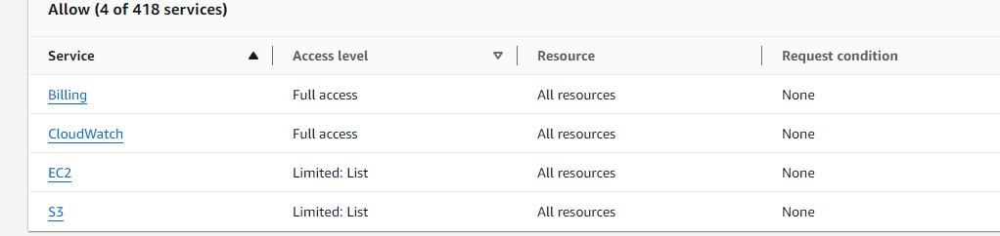 Allow (4 of 418 services)
Service Access level Resource Request condition
Billing Full access All resources None
CloudWatch Full access All resources None
EC2 Limited: List All resources None
S3 Limited: List All resources None